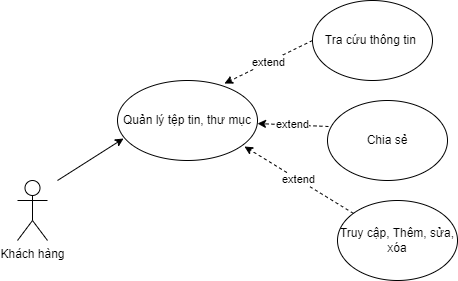 Tra cứu thông tin
extend
Quản lý tệp tin, thư mục
extend
Chia sẻ
extend
Truy cập, Thêm, sửa,
xóa
Khách hàng